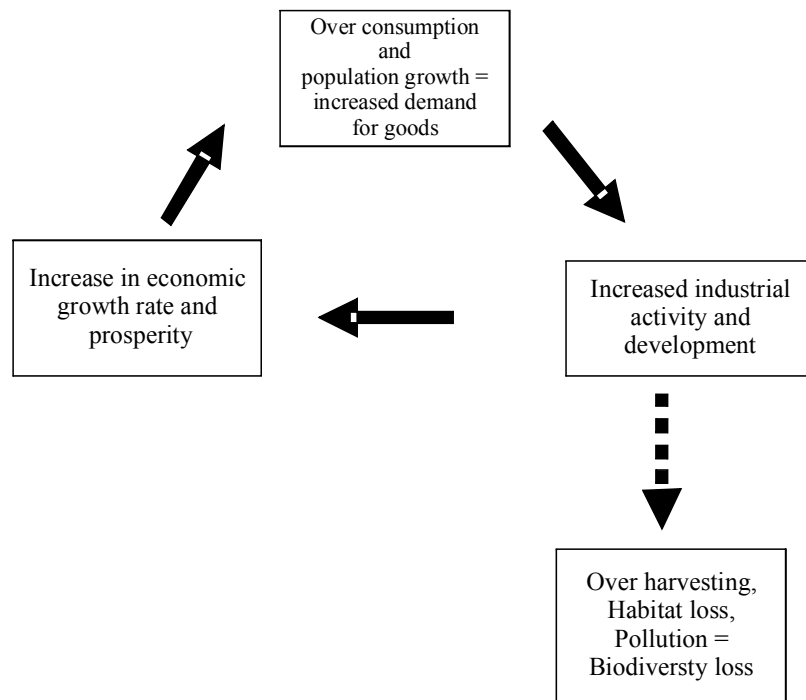 Over consumption
and
population growth =
increased demand
for goods
Increase in economic
growth rate and
prosperity
Increased industrial
activity and
development
Over harvesting,
Habitat loss,
Pollution =
Biodiversty loss